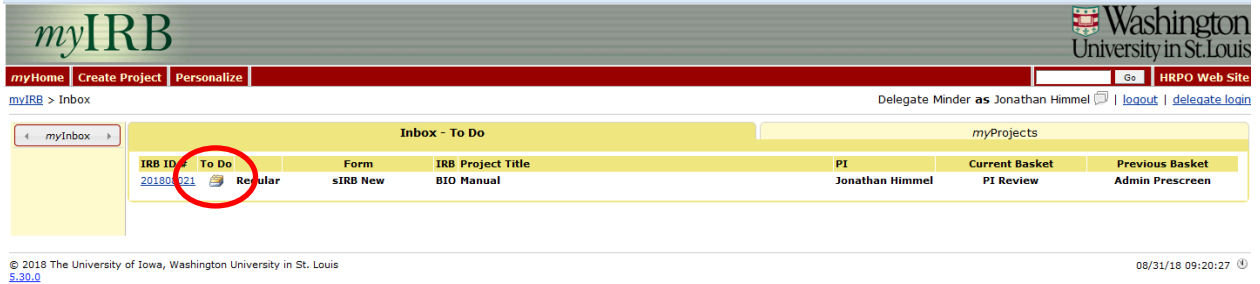 myIRB
Washington
University in St. Louis
myHome Create Project Personalize Go HRPO Web Site
myIRB > Inbox Delegate Minder as Jonathan Himmel | logout | delegate login
myInbox Inbox - To Do myProjects
IRB ID # To Do Form IRB Project Title PI Current Basket Previous Basket
201808021 Regular sIRB New BIO Manual Jonathan Himmel PI Review Admin Prescreen
© 2018 The University of Iowa, Washington University in St. Louis 08/31/18 09:20:27
5.30.0